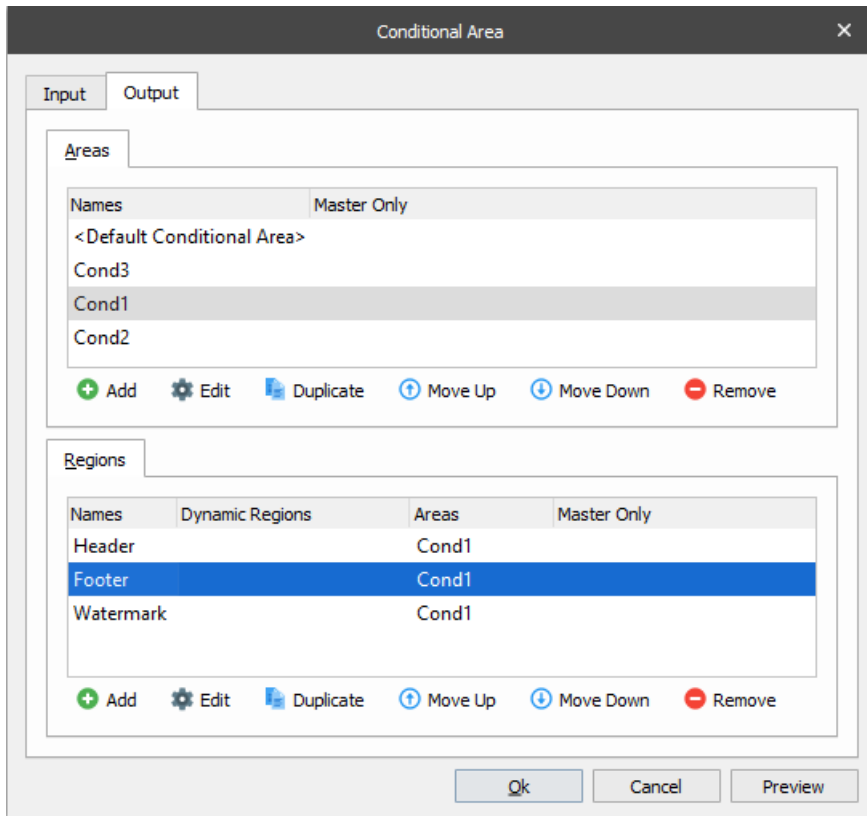 Conditional Area
Input Output
Areas
Names Master Only
<Default Conditional Area>
Cond3
Cond1
Cond2
Add Edit Duplicate Move Up Move Down Remove
Regions
Names Dynamic Regions Areas Master Only
Header Cond1
Footer Cond1
Watermark Cond1
Add Edit Duplicate Move Up Move Down Remove
Ok Cancel Preview